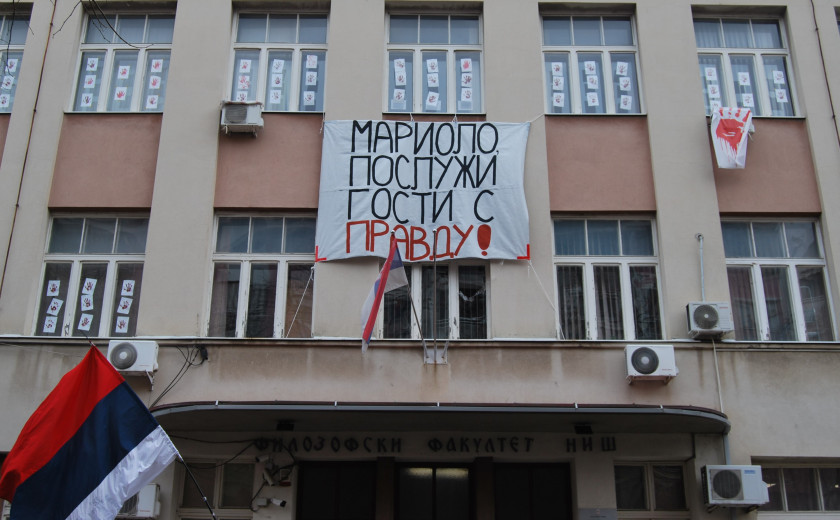 МАРИОЛО
ПОСЛУЖИ
ГОСТИ С
ПРАВДУ!
ФИЛОЗОФСКИ ФАКУЛТЕТ НИШ